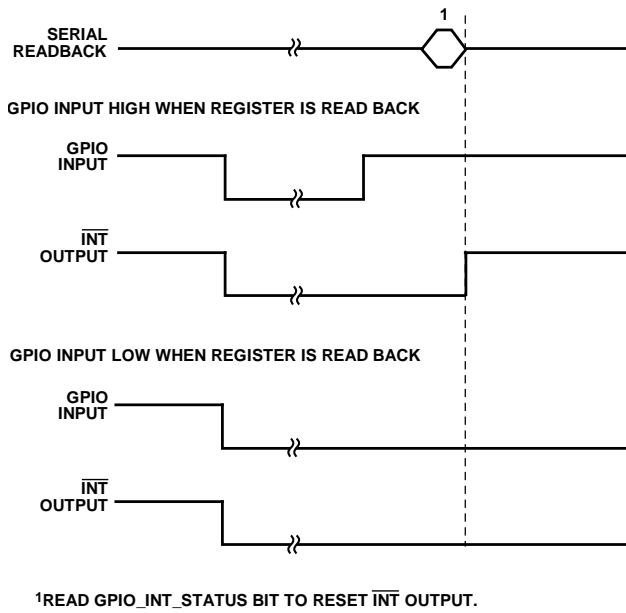 1
SERIAL
READBACK
GPIO INPUT HIGH WHEN REGISTER IS READ BACK
GPIO
INPUT
INT
OUTPUT
GPIO INPUT LOW WHEN REGISTER IS READ BACK
GPIO
INPUT
INT
OUTPUT
1READ GPIO_INT_STATUS BIT TO RESET INT OUTPUT.